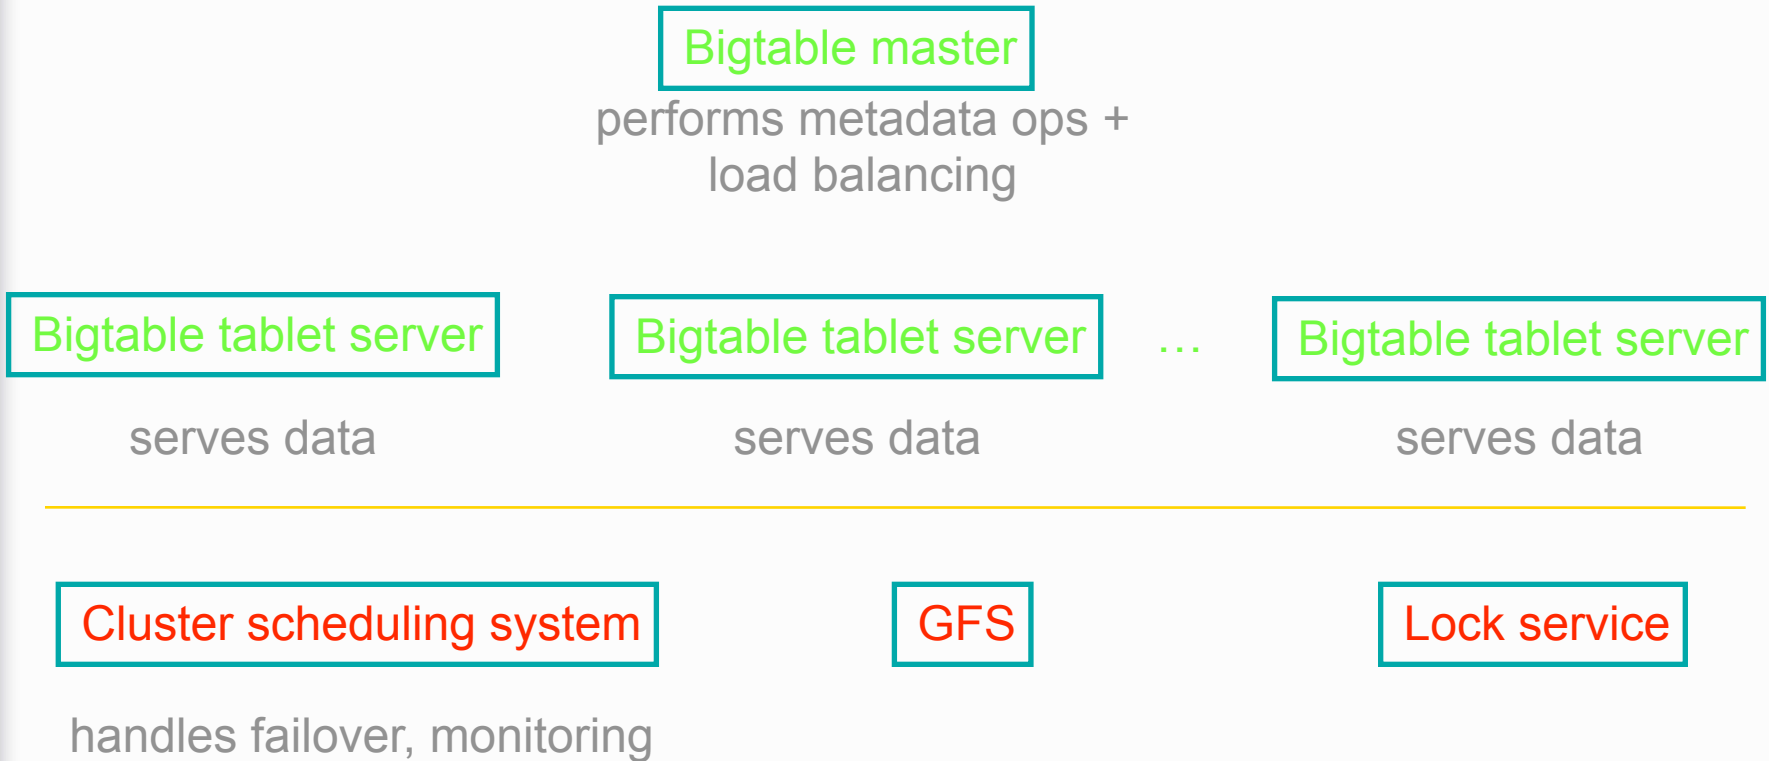 Bigtable master
performs metadata ops +
load balancing
Bigtable tablet server
Bigtable tablet server
…
Bigtable tablet server
serves data
serves data
serves data
Cluster scheduling system
GFS
Lock service
handles failover, monitoring